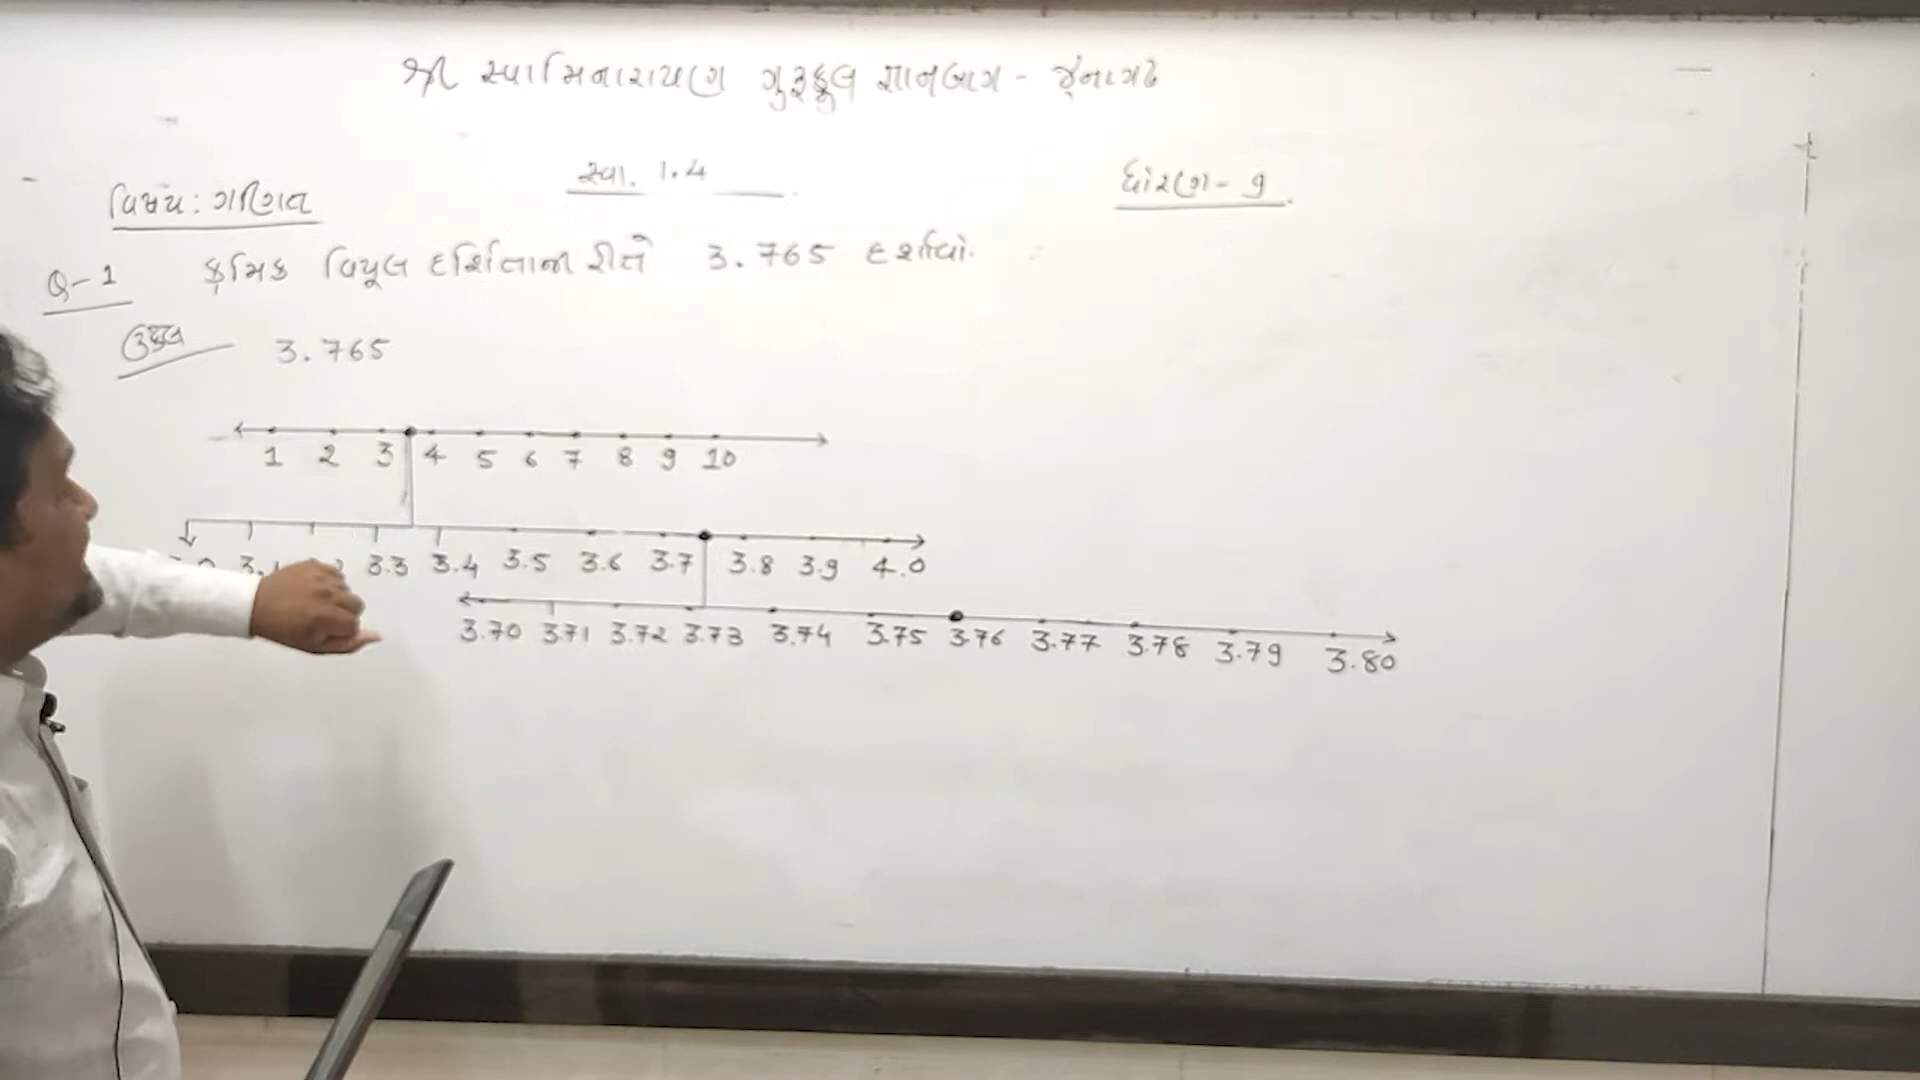 શ્રી સ્વામિનારાયણ ગુરૂકુલ જ્ઞાનબાગ - જૂનાગઢ
સ્વા. 1.4
વિષય: ગણિત
ધોરણ - 9
Q-1 ક્રમિક વિપૂલ દર્શિતાની રીતે 3.765 દર્શાવો.
ઉકેલ 3.765
1 2 3 4 5 6 7 8 9 10
3.3 3.4 3.5 3.6 3.7 3.8 3.9 4.0
3.70 3.71 3.72 3.73 3.74 3.75 3.76 3.77 3.78 3.79 3.80